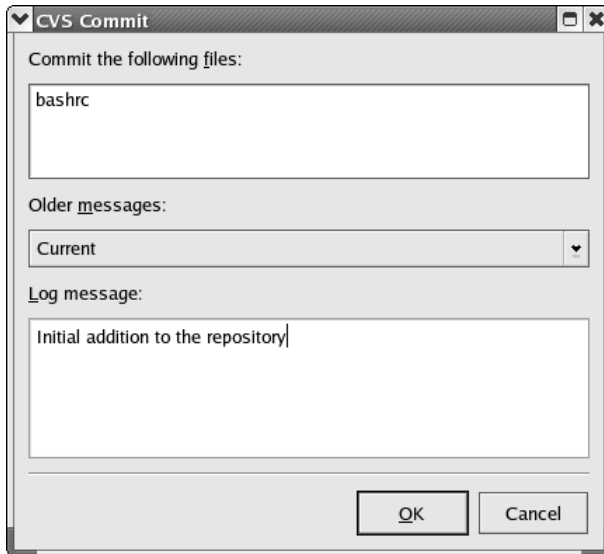 CVS Commit
Commit the following files:
bashrc
Older messages:
Current
Log message:
Initial addition to the repository
OK
Cancel